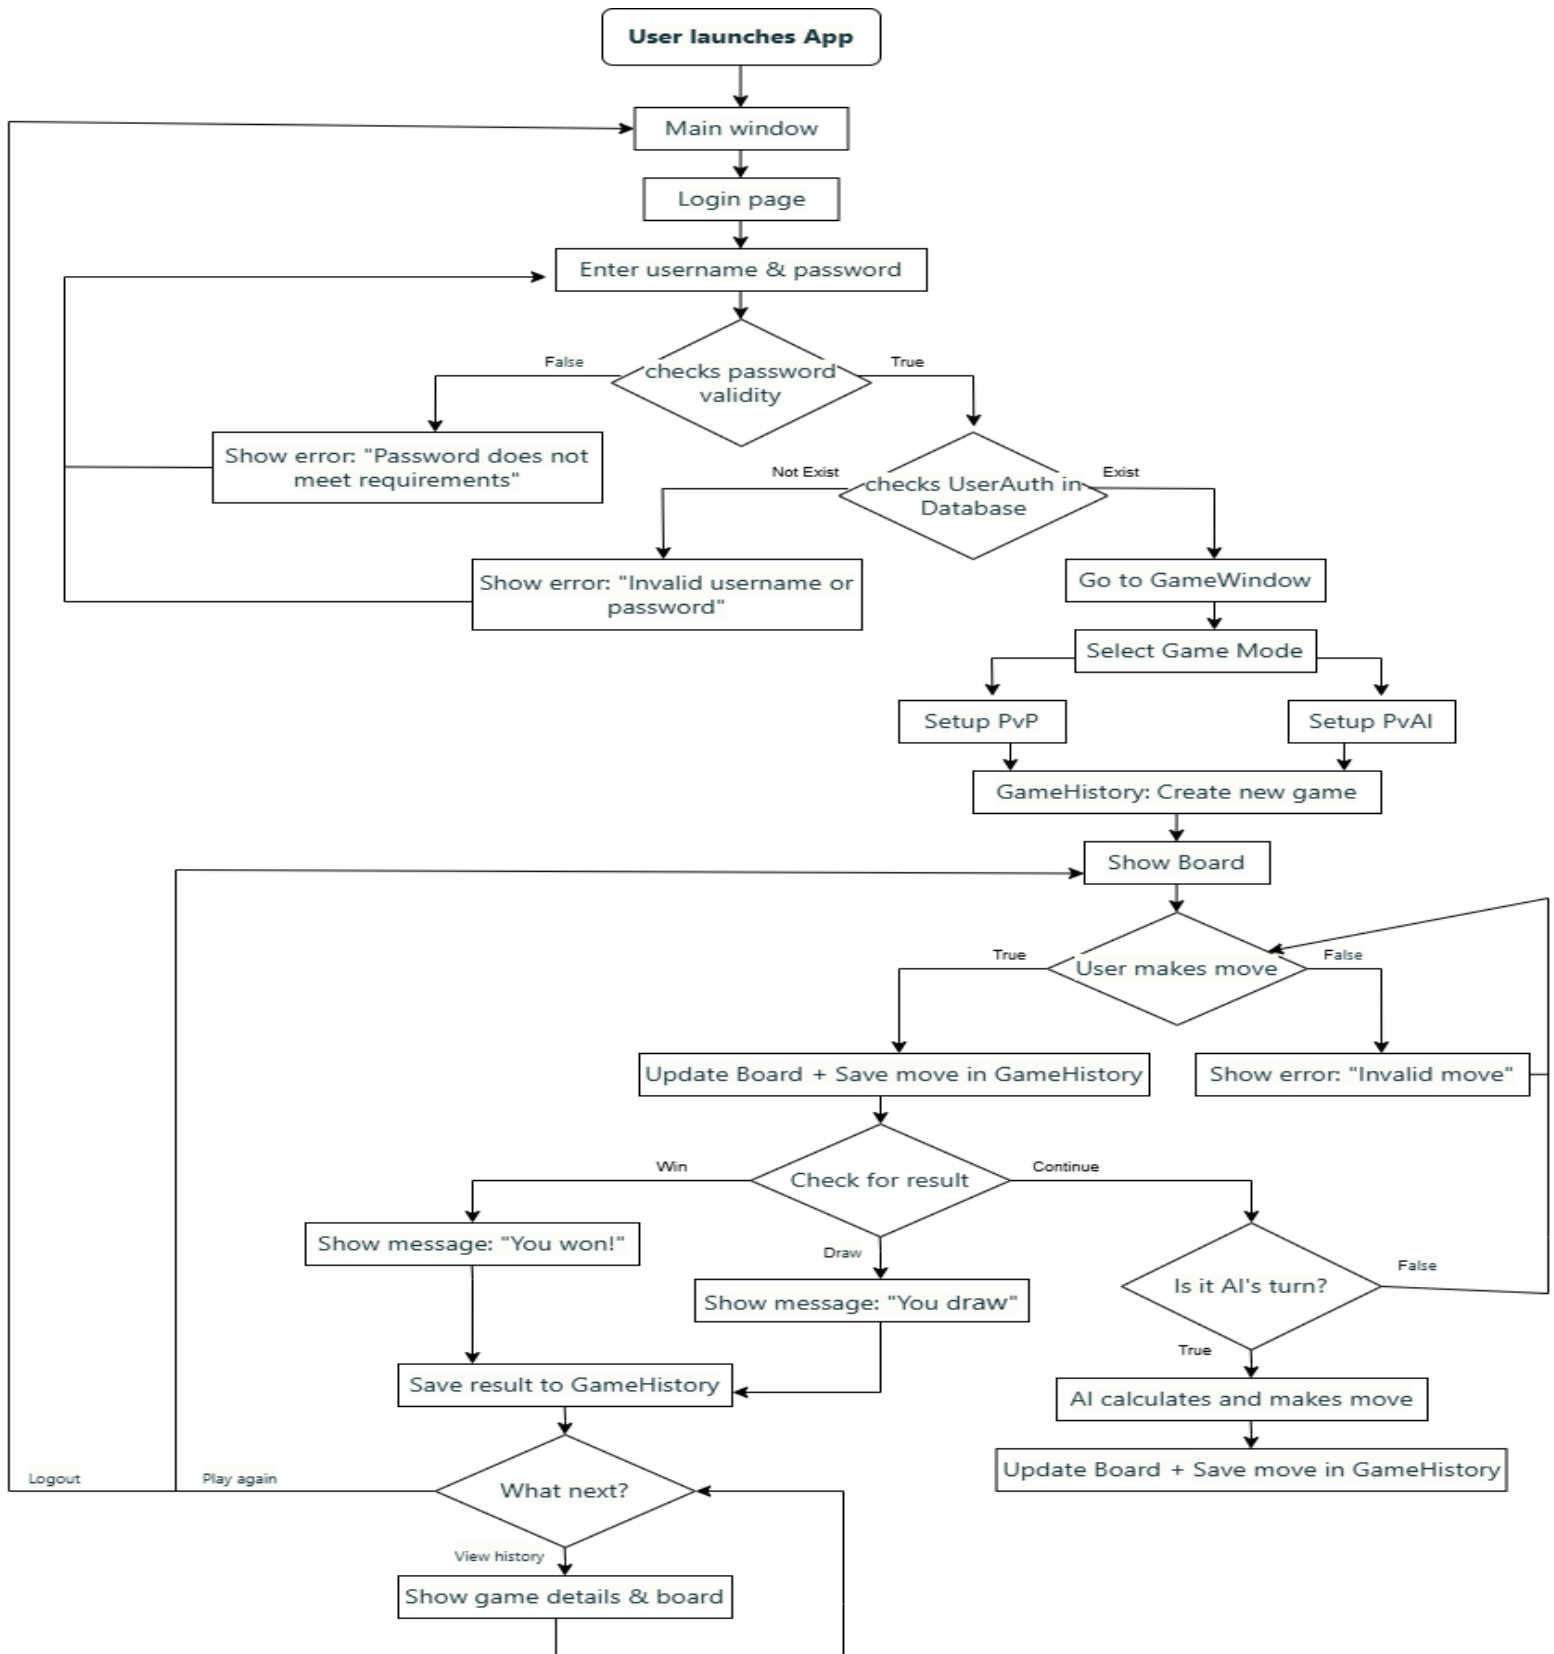 User launches App
Main window
Login page
Enter username & password
False
True
checks password
validity
Show error: "Password does not
meet requirements"
Not Exist
Exist
checks UserAuth in
Database
Show error: "Invalid username or
password"
Go to GameWindow
Select Game Mode
Setup PvP
Setup PvAI
GameHistory: Create new game
Show Board
True
False
User makes move
Update Board + Save move in GameHistory
Show error: "Invalid move"
Win
Continue
Check for result
Show message: "You won!"
Draw
Show message: "You draw"
False
Is it AI's turn?
True
Save result to GameHistory
AI calculates and makes move
Update Board + Save move in GameHistory
Logout
Play again
What next?
View history
Show game details & board